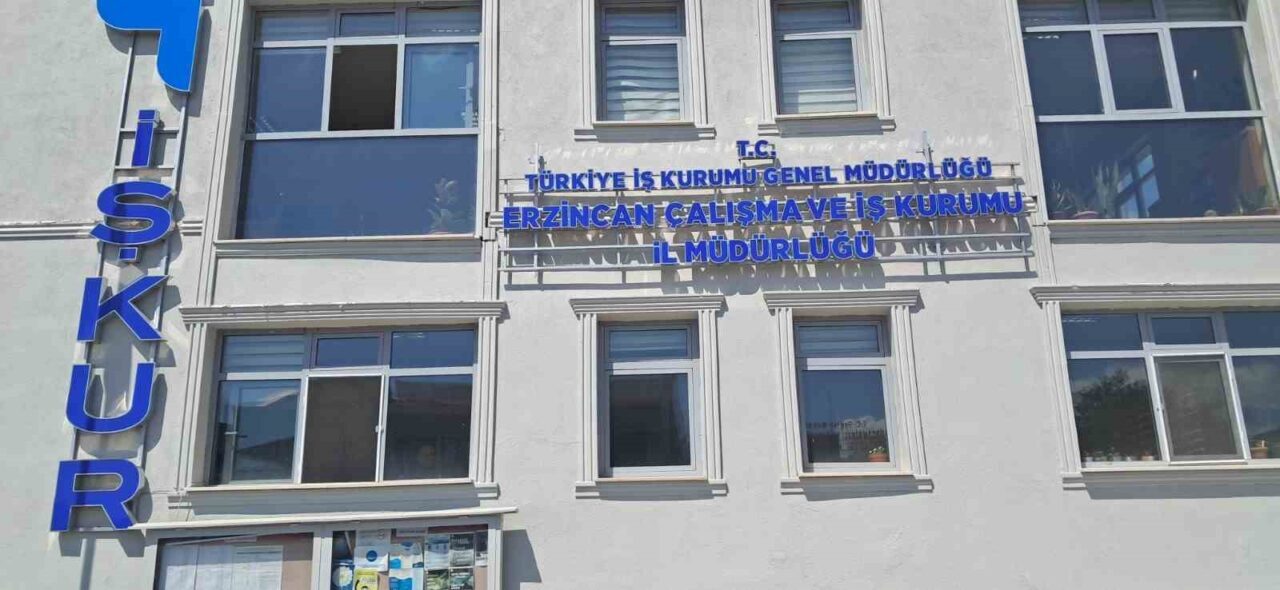 İŞKUR
T.C.
TÜRKİYE İŞ KURUMU GENEL MÜDÜRLÜĞÜ
ERZİNCAN ÇALIŞMA VE İŞ KURUMU
İL MÜDÜRLÜĞÜ